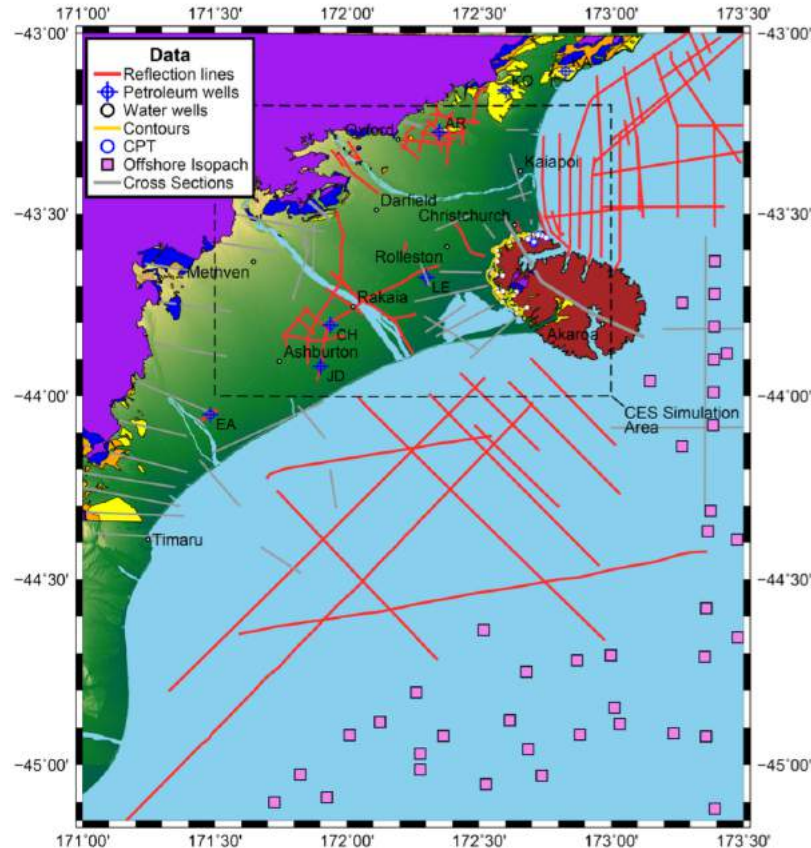 171°00' 171°30' 172°00' 172°30' 173°00' 173°30'
−43°00' −43°00'
Data
Reflection lines
Petroleum wells
Water wells
Contours
CPT
Offshore Isopach
Cross Sections
KA
KO
Oxford
AR
Kaiapoi
Darfield
−43°30' −43°30'
Christchurch
Rolleston
Methven
LE
Rakaia
CH
Ashburton
Akaroa
JD
−44°00' −44°00'
CES Simulation
Area
EA
Timaru
−44°30' −44°30'
−45°00' −45°00'
171°00' 171°30' 172°00' 172°30' 173°00' 173°30'